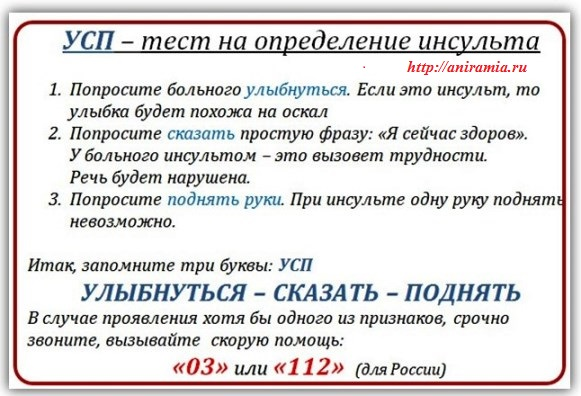 УСП – тест на определение инсульта
http://aniramia.ru
1. Попросите больного улыбнуться. Если это инсульт, то
улыбка будет похожа на оскал
2. Попросите сказать простую фразу: «Я сейчас здоров».
У больного инсультом – это вызовет трудности.
Речь будет нарушена.
3. Попросите поднять руки. При инсульте одну руку поднять
невозможно.
Итак, запомните три буквы: УСП
УЛЫБНУТЬСЯ – СКАЗАТЬ – ПОДНЯТЬ
В случае проявления хотя бы одного из признаков, срочно
звоните, вызывайте скорую помощь:
«03» или «112» (для России)